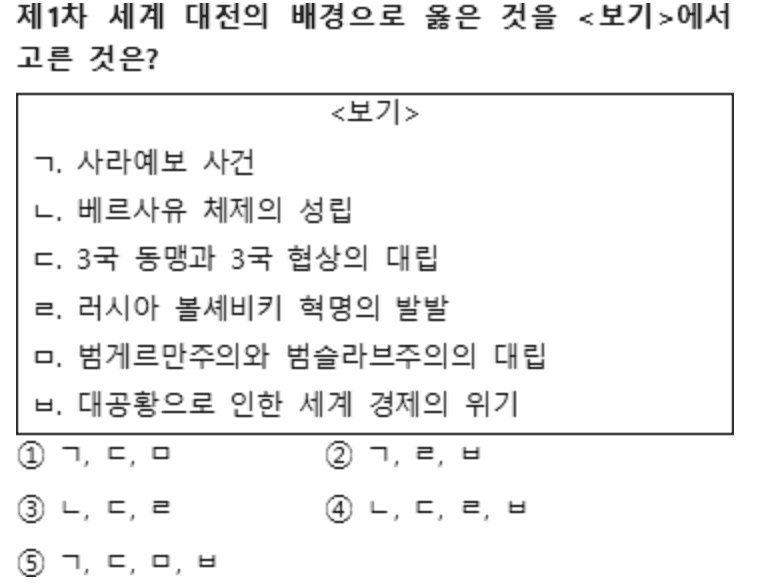 제1차 세계 대전의 배경으로 옳은 것을 <보기>에서
고른 것은?
<보기>
ㄱ. 사라예보 사건
ㄴ. 베르사유 체제의 성립
ㄷ. 3국 동맹과 3국 협상의 대립
ㄹ. 러시아 볼셰비키 혁명의 발발
ㅁ. 범게르만주의와 범슬라브주의의 대립
ㅂ. 대공황으로 인한 세계 경제의 위기
① ㄱ, ㄷ, ㅁ ② ㄱ, ㄹ, ㅂ
③ ㄴ, ㄷ, ㄹ ④ ㄴ, ㄷ, ㄹ, ㅂ
⑤ ㄱ, ㄷ, ㅁ, ㅂ